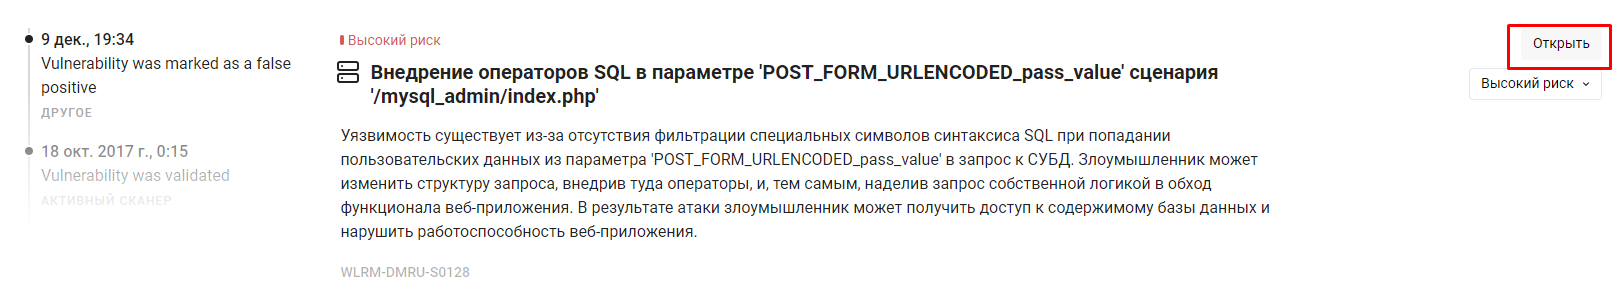 9 дек., 19:34
Vulnerability was marked as a false
positive
ДРУГОЕ
18 окт. 2017 г., 0:15
Vulnerability was validated
АКТИВНЫЙ СКАНЕР
Высокий риск
Внедрение операторов SQL в параметре 'POST_FORM_URLENCODED_pass_value' сценария
'/mysql_admin/index.php'
Уязвимость существует из-за отсутствия фильтрации специальных символов синтаксиса SQL при попадании
пользовательских данных из параметра 'POST_FORM_URLENCODED_pass_value' в запрос к СУБД. Злоумышленник может
изменить структуру запроса, внедрив туда операторы, и, тем самым, наделив запрос собственной логикой в обход
функционала веб-приложения. В результате атаки злоумышленник может получить доступ к содержимому базы данных и
нарушить работоспособность веб-приложения.
WLRM-DMRU-S0128
Открыть
Высокий риск